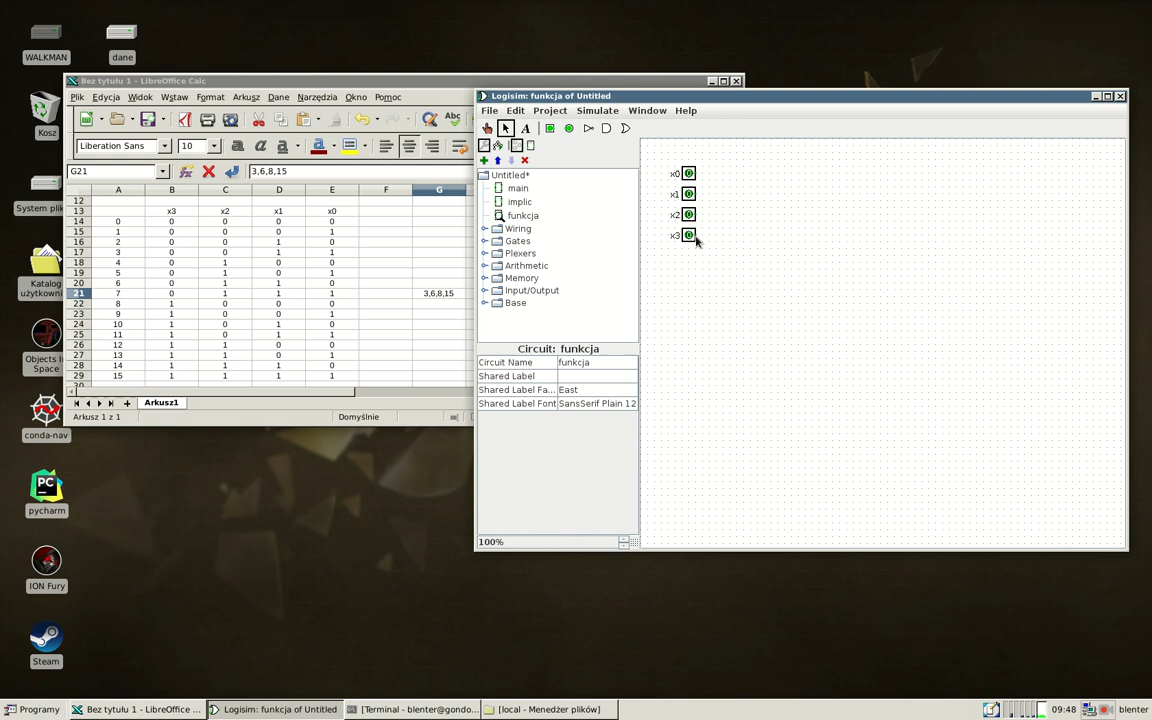 WALKMAN
dane
Kosz
System plik
Katalog
użytkowni
Objects In
Space
conda-nav
PC
pycharm
ION Fury
Steam
Bez tytułu 1 - LibreOffice Calc
Plik Edycja Widok Wstaw Format Arkusz Dane Narzędzia Okno Pomoc
Abc
Liberation Sans 10
G21 3,6,8,15
A B C D E F G
12
13 x3 x2 x1 x0
14 0 0 0 0 0
15 1 0 0 0 1
16 2 0 0 1 0
17 3 0 0 1 1
18 4 0 1 0 0
19 5 0 1 0 1
20 6 0 1 1 0
21 7 0 1 1 1 3,6,8,15
22 8 1 0 0 0
23 9 1 0 0 1
24 10 1 0 1 0
25 11 1 0 1 1
26 12 1 1 0 0
27 13 1 1 0 1
28 14 1 1 1 0
29 15 1 1 1 1
30
Arkusz1
Arkusz 1 z 1 Domyślnie
Logisim: funkcja of Untitled
File Edit Project Simulate Window Help
A
Untitled*
main
implic
funkcja
Wiring
Gates
Plexers
Arithmetic
Memory
Input/Output
Base
Circuit: funkcja
Circuit Name funkcja
Shared Label
Shared Label Fa... East
Shared Label Font SansSerif Plain 12
100%
x0 0
x1 0
x2 0
x3 0
Programy Bez tytułu 1 - LibreOffice ... Logisim: funkcja of Untitled [Terminal - blenter@gondo... [local - Menedżer plików] 09:48 blenter